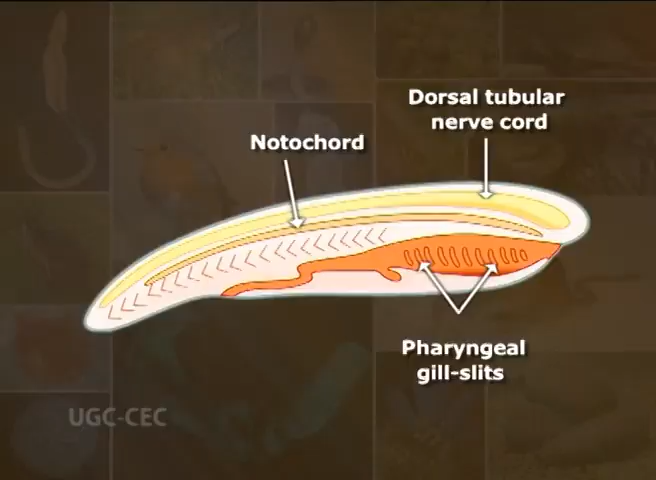 Dorsal tubular
nerve cord
Notochord
Pharyngeal
gill-slits
UGC-CEC